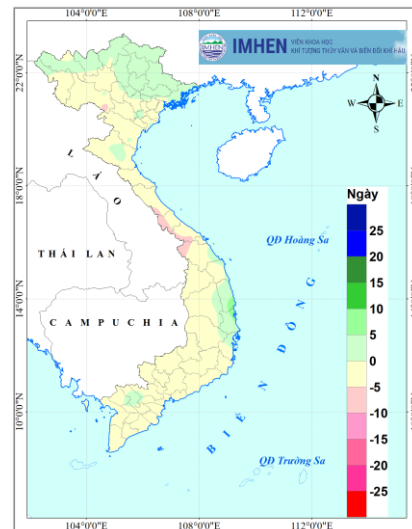 104°0'0"E 108°0'0"E 112°0'0"E
IMHEN VIỆN KHOA HỌC
KHÍ TƯỢNG THỦY VĂN VÀ BIẾN ĐỔI KHÍ HẬU
22°0'0"N
N
W E
S
LÀO
18°0'0"N
Ngày
25
20
15
10
5
0
-5
-10
-15
-20
-25
QĐ Hoàng Sa
THÁI LAN
14°0'0"N
CAMPUCHIA
BIỂN ĐÔNG
10°0'0"N
QĐ Trường Sa
104°0'0"E 108°0'0"E 112°0'0"E